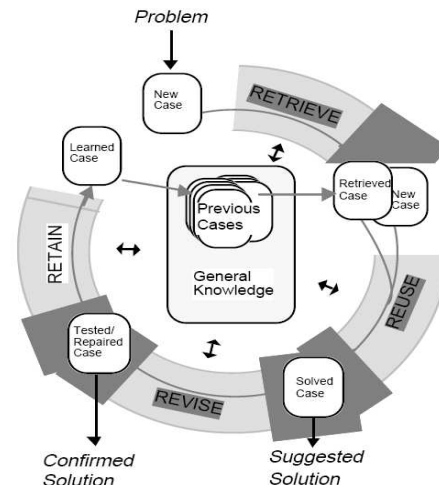 Problem
New
Case
RETRIEVE
Learned
Case
Retrieved
Case
New
Case
Previous
Cases
General
Knowledge
RETAIN
REUSE
Tested/
Repaired
Case
REVISE
Solved
Case
Confirmed
Solution
Suggested
Solution